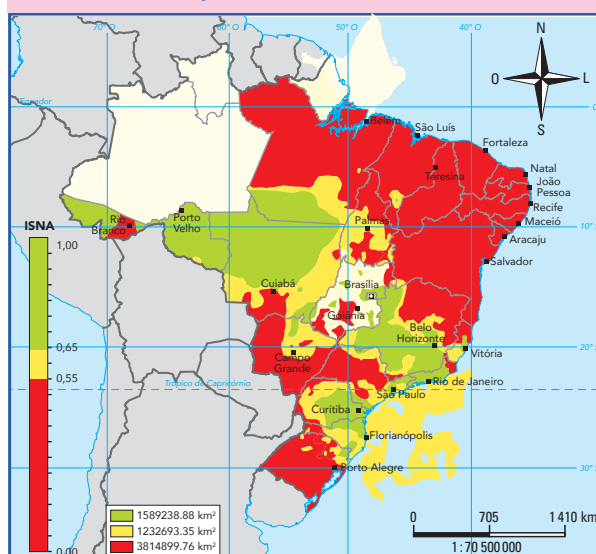 70° O
60° O
50° O
40° O
N
O
L
S
Equador
0
Belém
São Luís
Fortaleza
Teresina
Natal
João
Pessoa
Recife
Maceió
Aracaju
Salvador
Palmas
Porto
Velho
Rio
Branco
10° S
ISNA
1,00
0,65
0,55
0,00
Cuiabá
Brasília
Goiânia
Belo
Horizonte
Vitória
20° S
Campo
Grande
Trópico de Capricórnio
São Paulo
Rio de Janeiro
Curitiba
Florianópolis
Porto Alegre
30° S
1589238.88 km²
1232693.35 km²
3814899.76 km²
0 705 1410 km
1:70 500 000